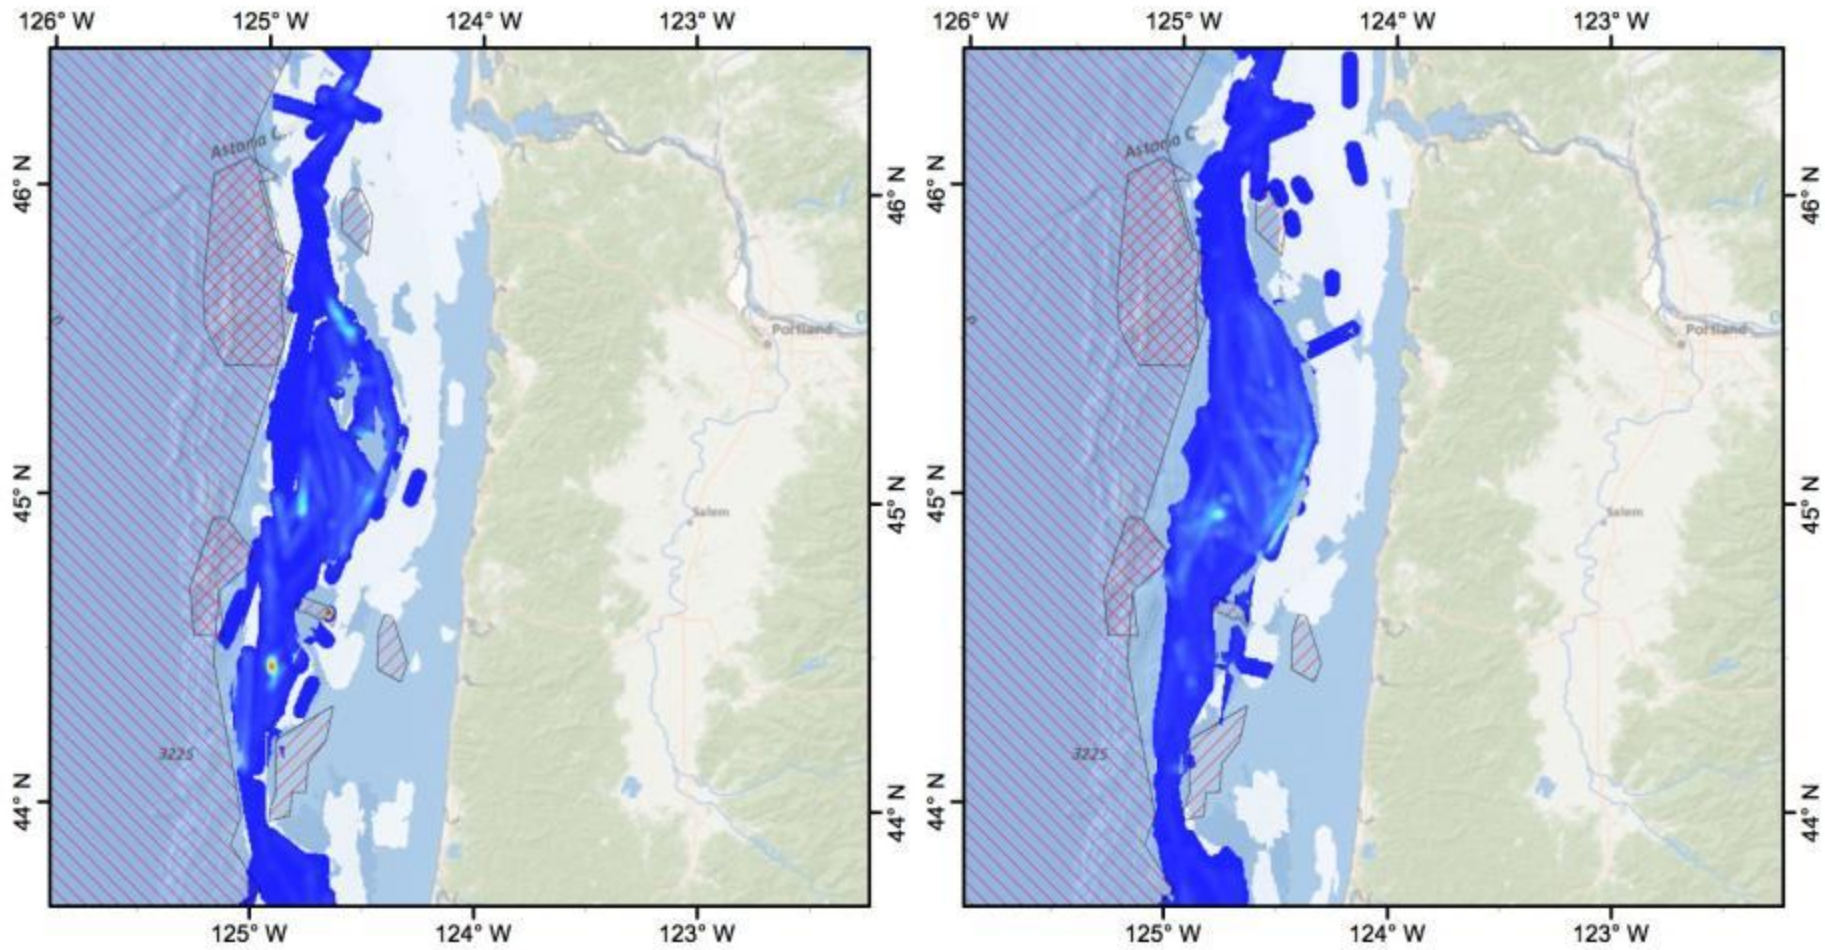 126° W 125° W 124° W 123° W 126° W 125° W 124° W 123° W
Astoria C Astoria C
46° N 46° N 46° N 46° N
Portland Portland
45° N 45° N 45° N 45° N
Salem Salem
3225 3225
44° N 44° N 44° N 44° N
125° W 124° W 123° W 125° W 124° W 123° W